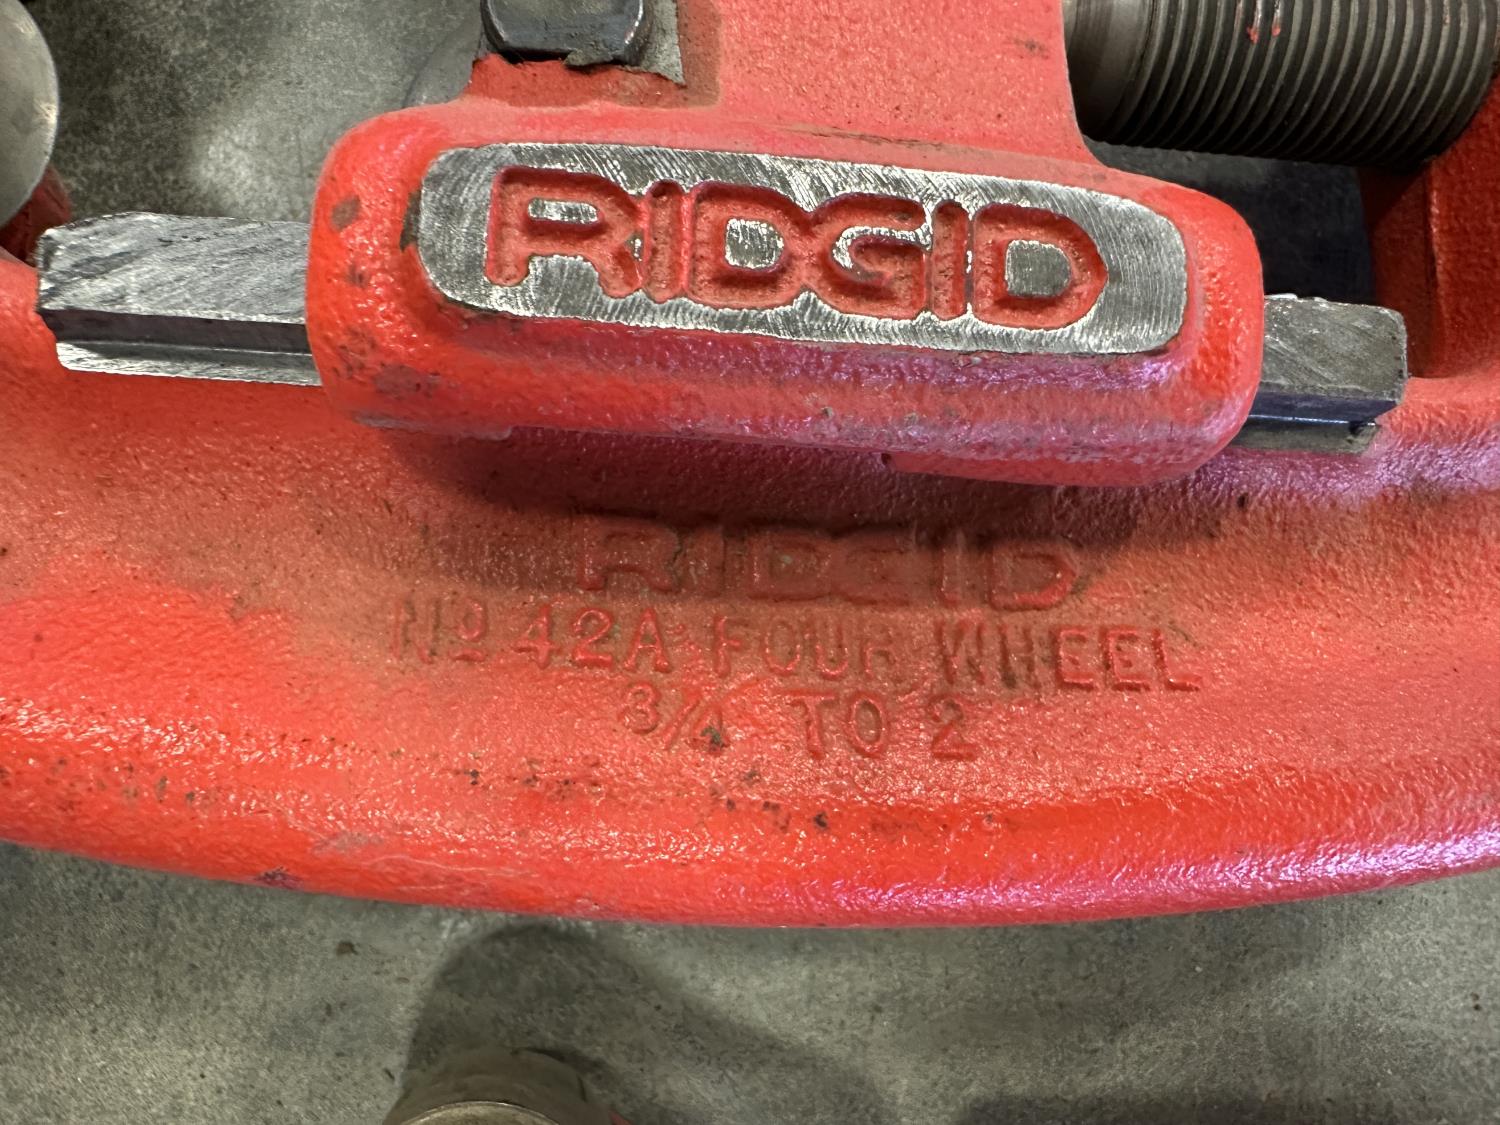 RIDGID
RIDGID
No 42A FOUR WHEEL
3/4 TO 2